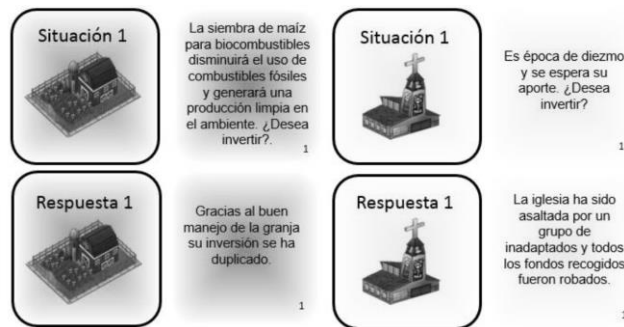 Situación 1
La siembra de maíz
para biocombustibles
disminuirá el uso de
combustibles fósiles
y generará una
producción limpia en
el ambiente. ¿Desea
invertir?.
1
Situación 1
Es época de diezmo
y se espera su
aporte. ¿Desea
invertir?
1
Respuesta 1
Gracias al buen
manejo de la granja
su inversión se ha
duplicado.
1
Respuesta 1
La iglesia ha sido
asaltada por un
grupo de
inadaptados y todos
los fondos recogidos
fueron robados.
1